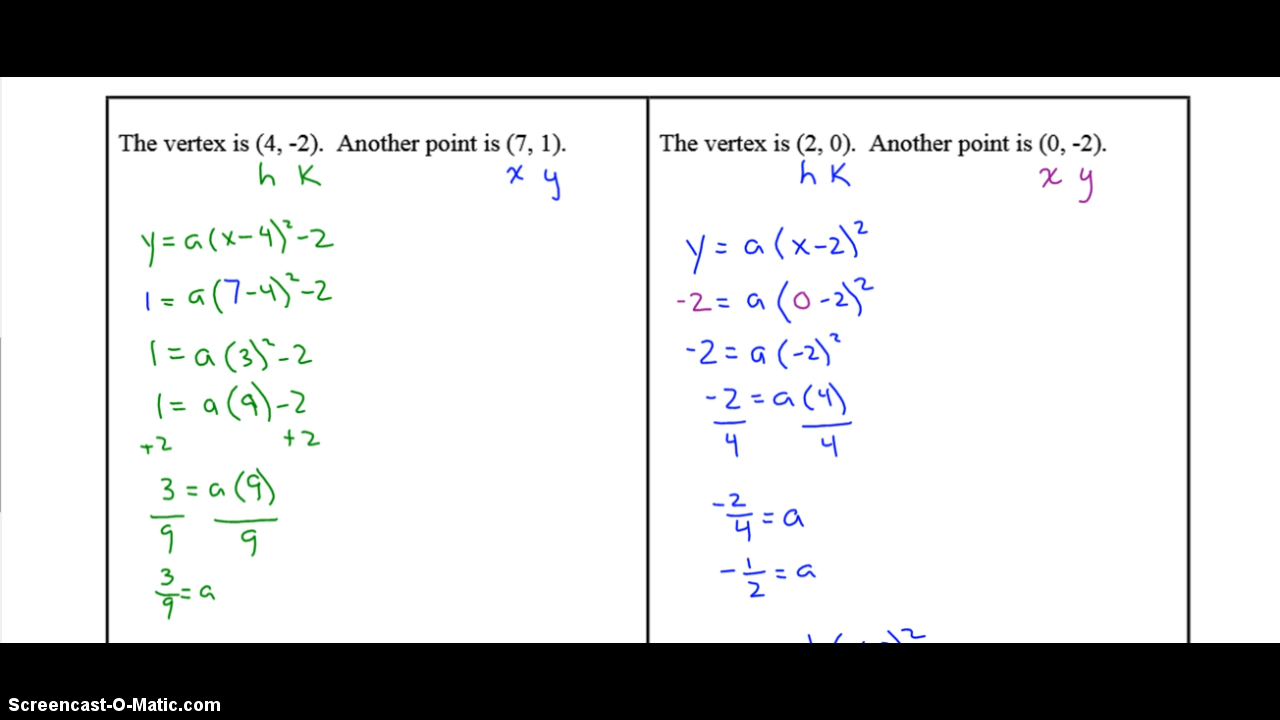 The vertex is (4, -2). Another point is (7, 1).
h K x y
y = a(x-4)² -2
1 = a(7-4)² -2
1 = a(3)² -2
1 = a(9) -2
+2 +2
3 = a(9)
9 9
3/9 = a
The vertex is (2, 0). Another point is (0, -2).
h K x y
y = a(x-2)²
-2 = a(0-2)²
-2 = a(-2)²
-2 = a(4)
4 4
-2/4 = a
-1/2 = a
Screencast-O-Matic.com